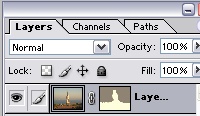 Layers Channels Paths
Normal Opacity: 100%
Lock: Fill: 100%
Laye...